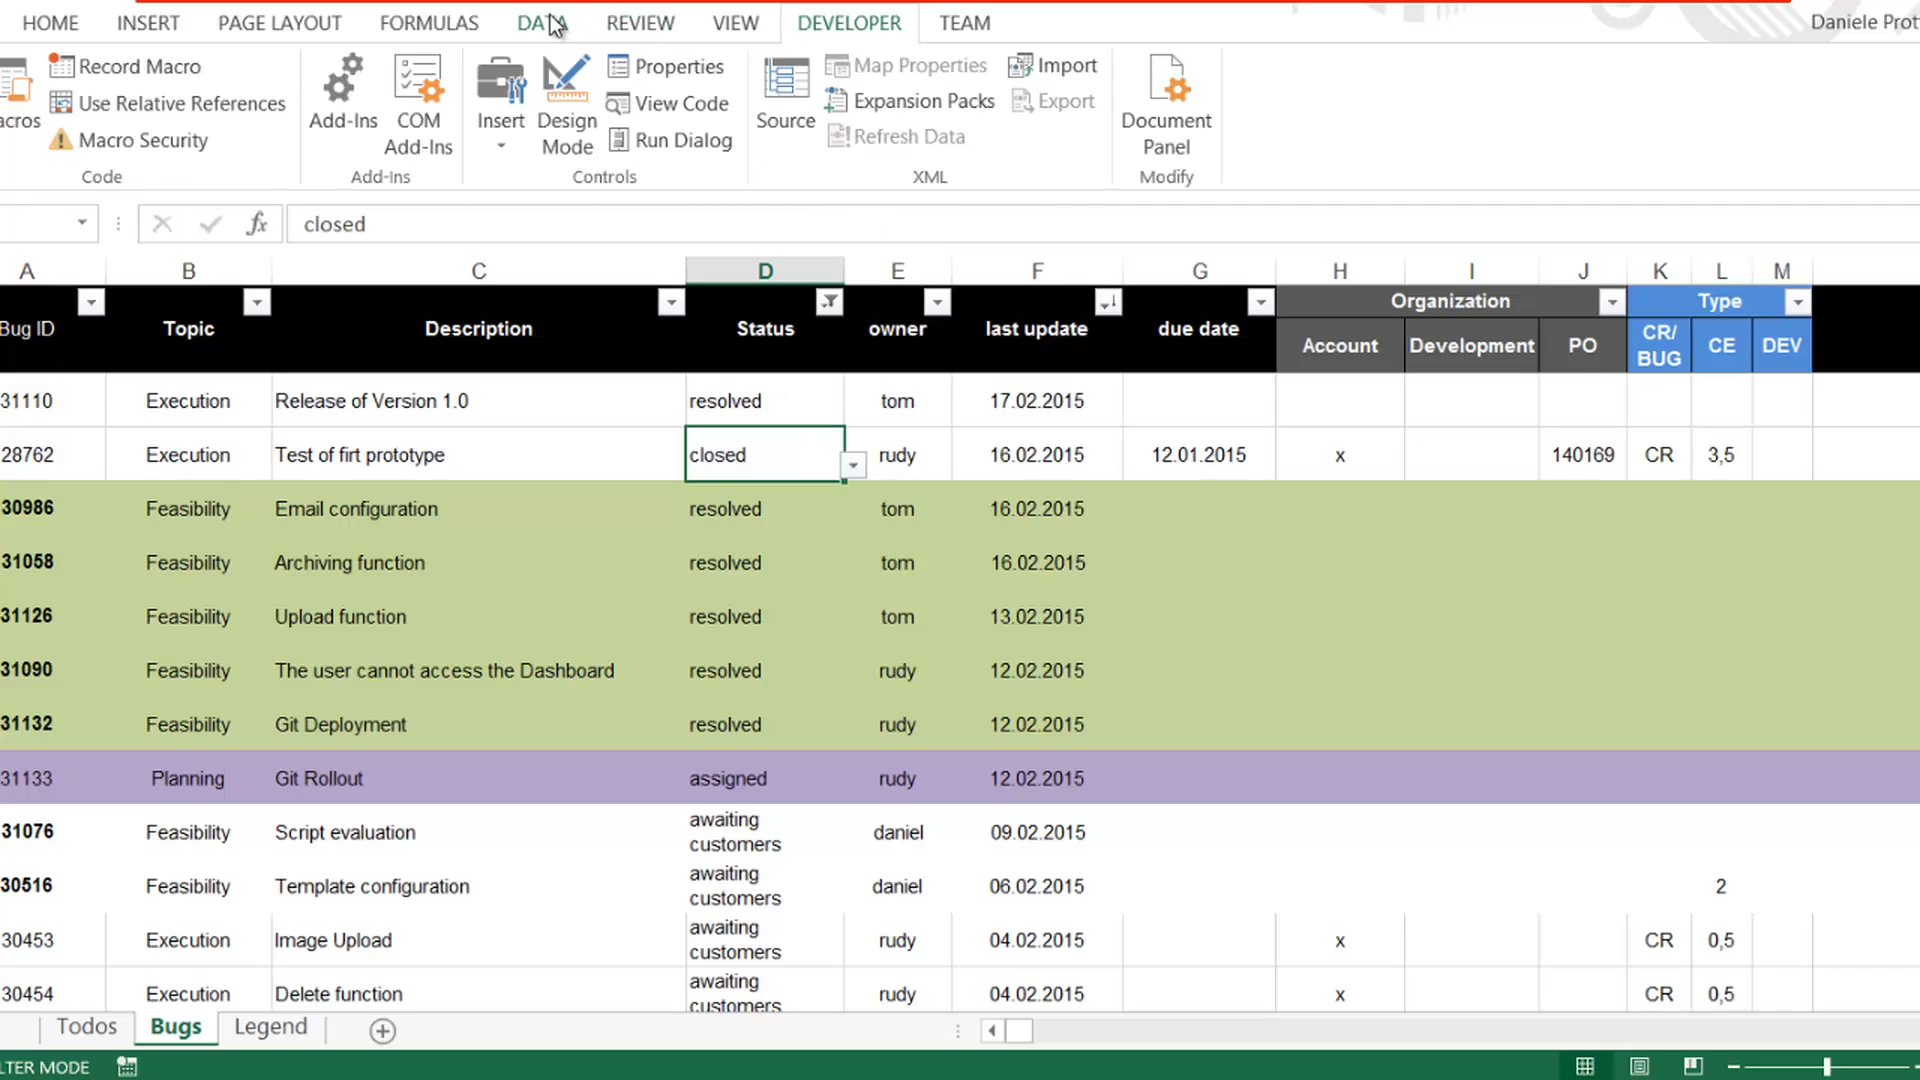 HOME INSERT PAGE LAYOUT FORMULAS DATA REVIEW VIEW DEVELOPER TEAM Daniele Prott
acros
Record Macro
Use Relative References
Macro Security
Code
Add-Ins
COM
Add-Ins
Add-Ins
Insert
Design
Mode
Properties
View Code
Run Dialog
Controls
Source
Map Properties
Expansion Packs
Refresh Data
Import
Export
XML
Document
Panel
Modify
fx closed
A B C D E F G H I J K L M
Organization Type
Bug ID Topic Description Status owner last update due date
Account Development PO CR/ CE DEV
BUG
31110 Execution Release of Version 1.0 resolved tom 17.02.2015
28762 Execution Test of firt prototype closed rudy 16.02.2015 12.01.2015 x 140169 CR 3,5
30986 Feasibility Email configuration resolved tom 16.02.2015
31058 Feasibility Archiving function resolved tom 16.02.2015
31126 Feasibility Upload function resolved tom 13.02.2015
31090 Feasibility The user cannot access the Dashboard resolved rudy 12.02.2015
31132 Feasibility Git Deployment resolved rudy 12.02.2015
31133 Planning Git Rollout assigned rudy 12.02.2015
31076 Feasibility Script evaluation awaiting customers daniel 09.02.2015
30516 Feasibility Template configuration awaiting customers daniel 06.02.2015 2
30453 Execution Image Upload awaiting customers rudy 04.02.2015 x CR 0,5
30454 Execution Delete function awaiting customers rudy 04.02.2015 x CR 0,5
Todos Bugs Legend
LTER MODE